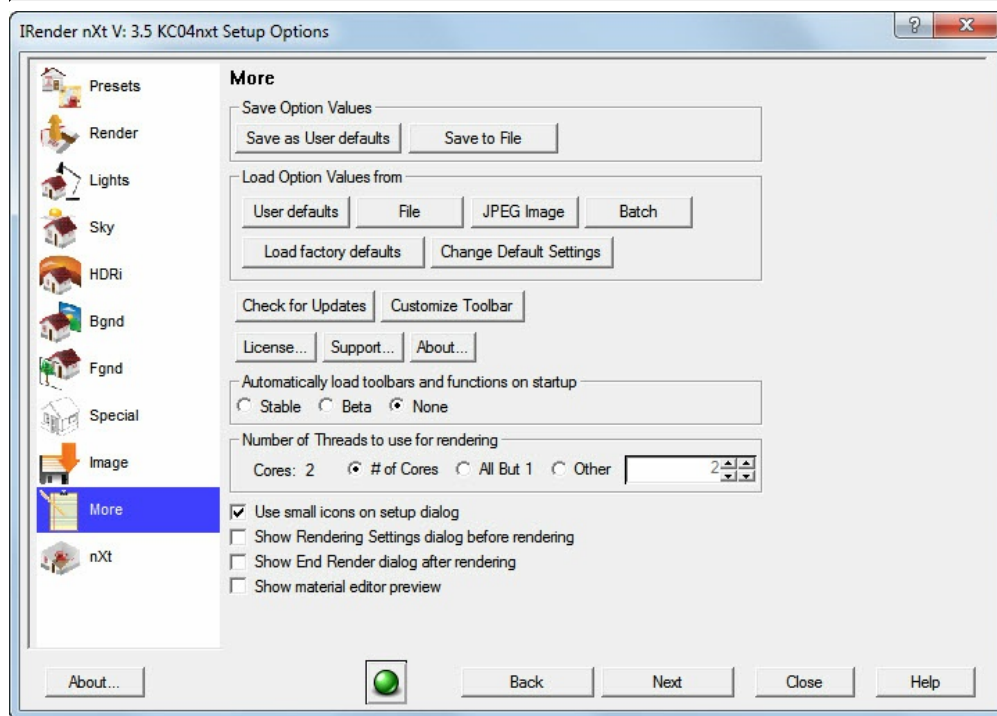 IRender nXt V: 3.5 KC04nxt Setup Options
Presets
Render
Lights
Sky
HDRi
Bgnd
Fgnd
Special
Image
More
nXt
More
Save Option Values
Save as User defaults Save to File
Load Option Values from
User defaults File JPEG Image Batch
Load factory defaults Change Default Settings
Check for Updates Customize Toolbar
License... Support... About...
Automatically load toolbars and functions on startup
Stable Beta None
Number of Threads to use for rendering
Cores: 2 # of Cores All But 1 Other 2
Use small icons on setup dialog
Show Rendering Settings dialog before rendering
Show End Render dialog after rendering
Show material editor preview
About... Back Next Close Help